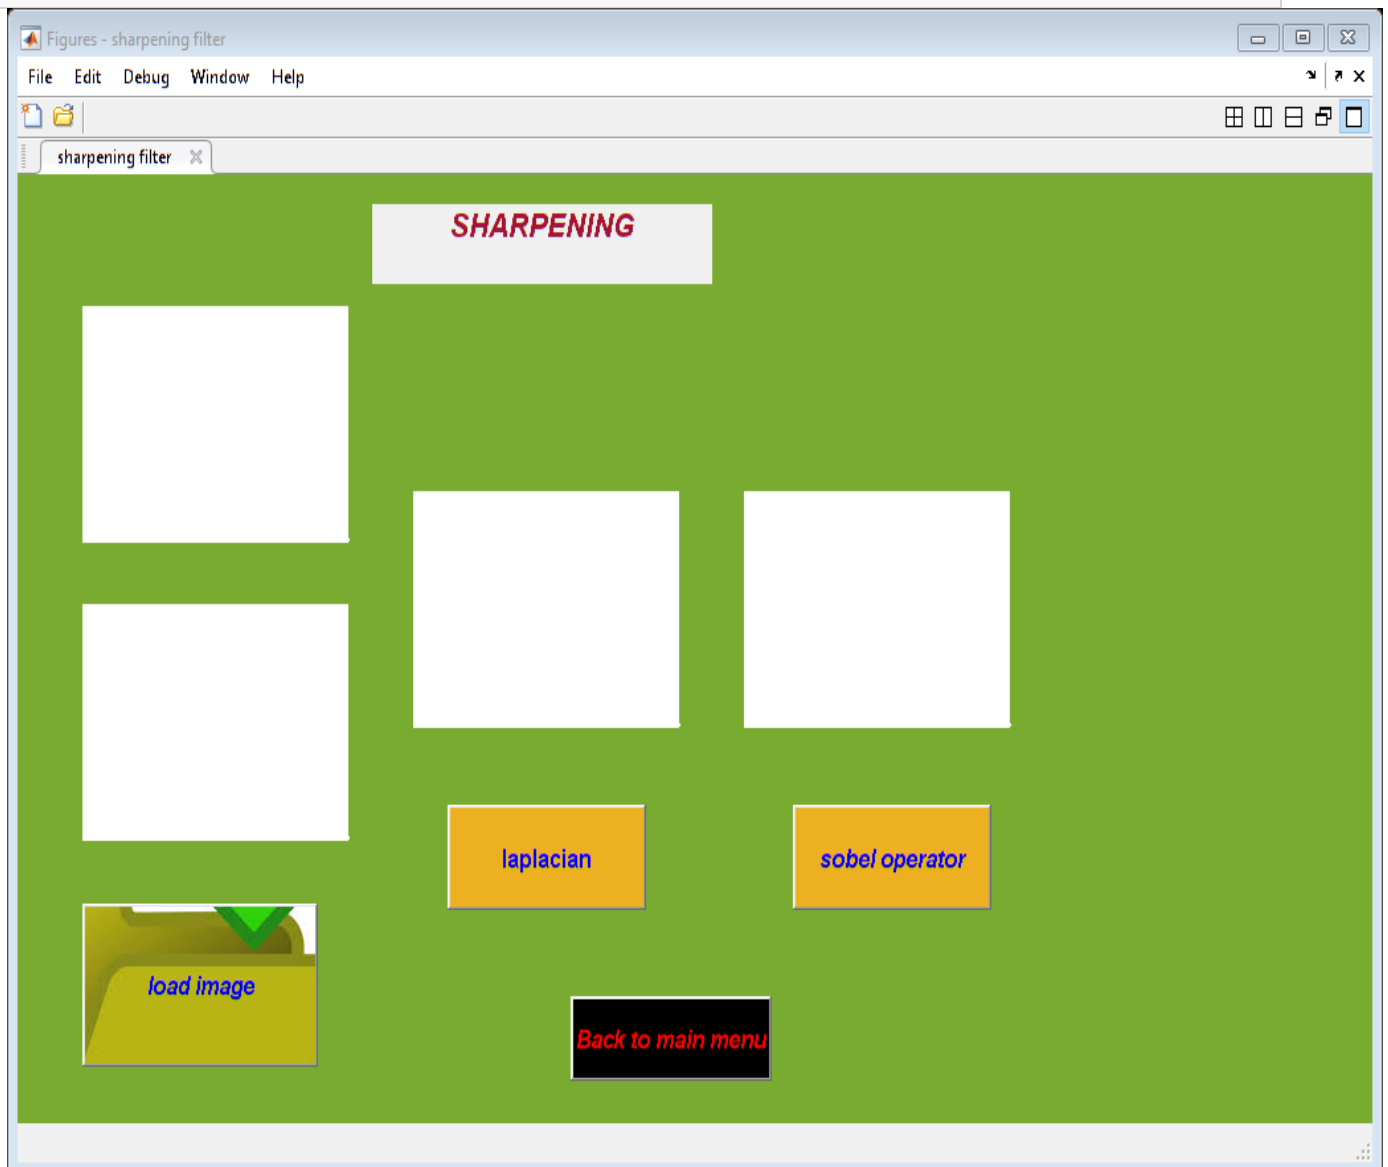 Figures - sharpening filter
File Edit Debug Window Help
sharpening filter
SHARPENING
laplacian
sobel operator
load image
Back to main menu